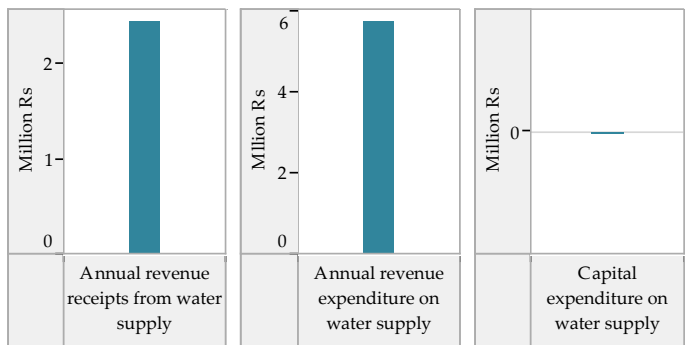 Million Rs
2
1
0
Annual revenue
receipts from water
supply
Mllion Rs
6
4
2
0
Annual revenue
expenditure on
water supply
Million Rs
0
Capital
expenditure on
water supply